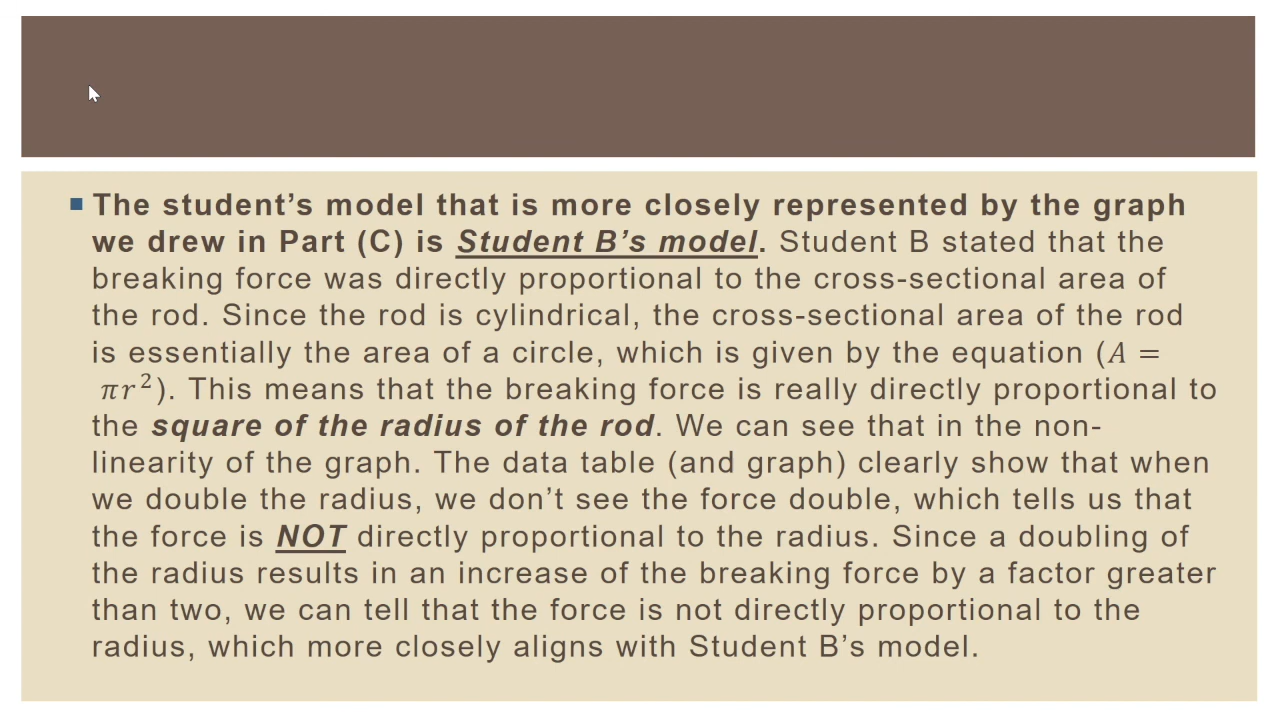 The student’s model that is more closely represented by the graph
we drew in Part (C) is Student B’s model. Student B stated that the
breaking force was directly proportional to the cross-sectional area of
the rod. Since the rod is cylindrical, the cross-sectional area of the rod
is essentially the area of a circle, which is given by the equation (𝐴 =
𝜋𝑟²). This means that the breaking force is really directly proportional to
the square of the radius of the rod. We can see that in the non-
linearity of the graph. The data table (and graph) clearly show that when
we double the radius, we don’t see the force double, which tells us that
the force is NOT directly proportional to the radius. Since a doubling of
the radius results in an increase of the breaking force by a factor greater
than two, we can tell that the force is not directly proportional to the
radius, which more closely aligns with Student B’s model.